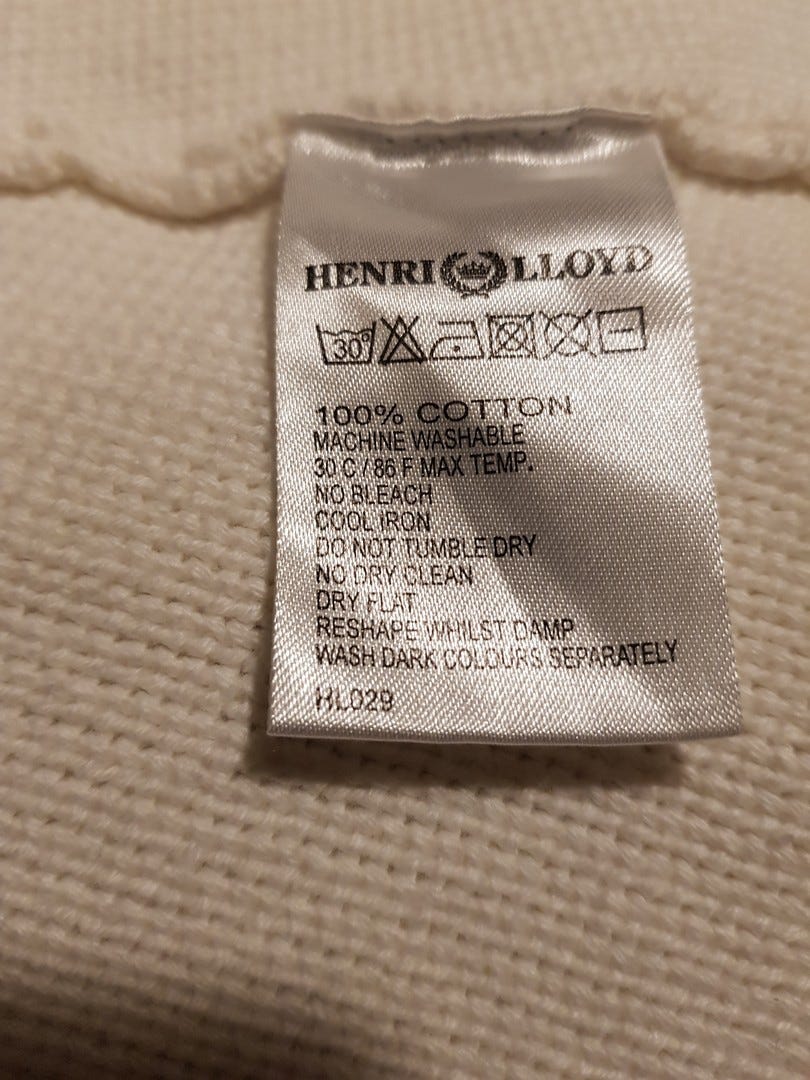 HENRI LLOYD
30°
100% COTTON
MACHINE WASHABLE
30 C / 86 F MAX TEMP.
NO BLEACH
COOL IRON
DO NOT TUMBLE DRY
NO DRY CLEAN
DRY FLAT
RESHAPE WHILST DAMP
WASH DARK COLOURS SEPARATELY
HL029